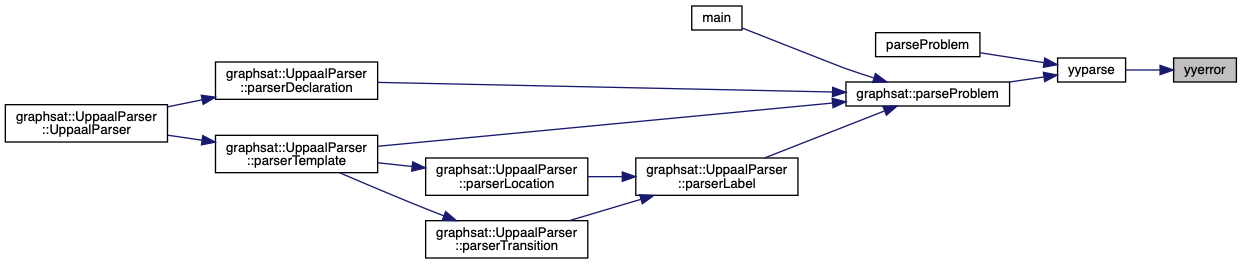 main
parseProblem
yyparse
yyerror
graphsat::UppaalParser
::parserDeclaration
graphsat::parseProblem
graphsat::UppaalParser
::UppaalParser
graphsat::UppaalParser
::parserTemplate
graphsat::UppaalParser
::parserLocation
graphsat::UppaalParser
::parserLabel
graphsat::UppaalParser
::parserTransition